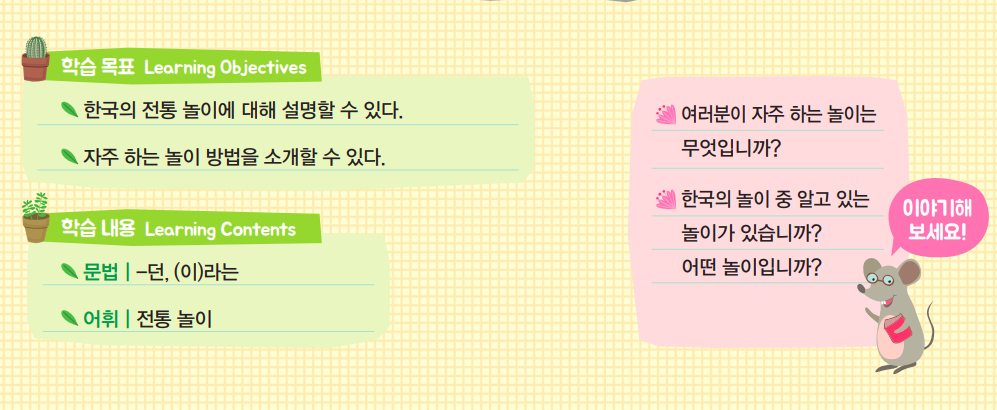 학습 목표 Learning Objectives
한국의 전통 놀이에 대해 설명할 수 있다.
자주 하는 놀이 방법을 소개할 수 있다.
학습 내용 Learning Contents
문법 | -던, (이)라는
어휘 | 전통 놀이
여러분이 자주 하는 놀이는
무엇입니까?
한국의 놀이 중 알고 있는
놀이가 있습니까?
어떤 놀이입니까?
이야기해
보세요!